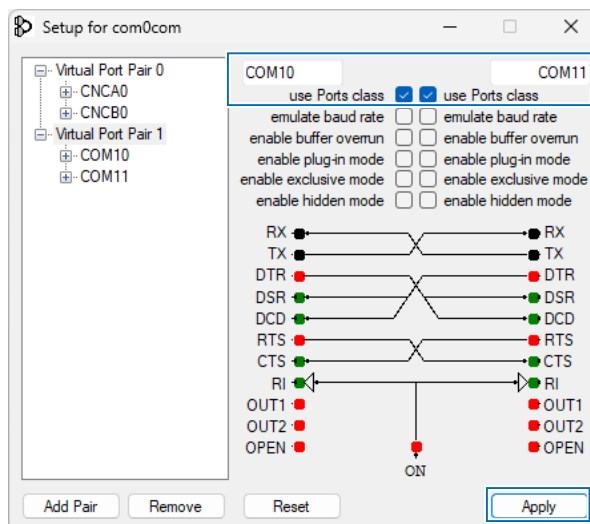 Setup for com0com
Virtual Port Pair 0
CNCA0
CNCB0
Virtual Port Pair 1
COM10
COM11
COM10 COM11
use Ports class use Ports class
emulate baud rate emulate baud rate
enable buffer overrun enable buffer overrun
enable plug-in mode enable plug-in mode
enable exclusive mode enable exclusive mode
enable hidden mode enable hidden mode
RX RX
TX TX
DTR DTR
DSR DSR
DCD DCD
RTS RTS
CTS CTS
RI RI
OUT1 OUT1
OUT2 OUT2
OPEN OPEN
ON
Add Pair Remove Reset Apply